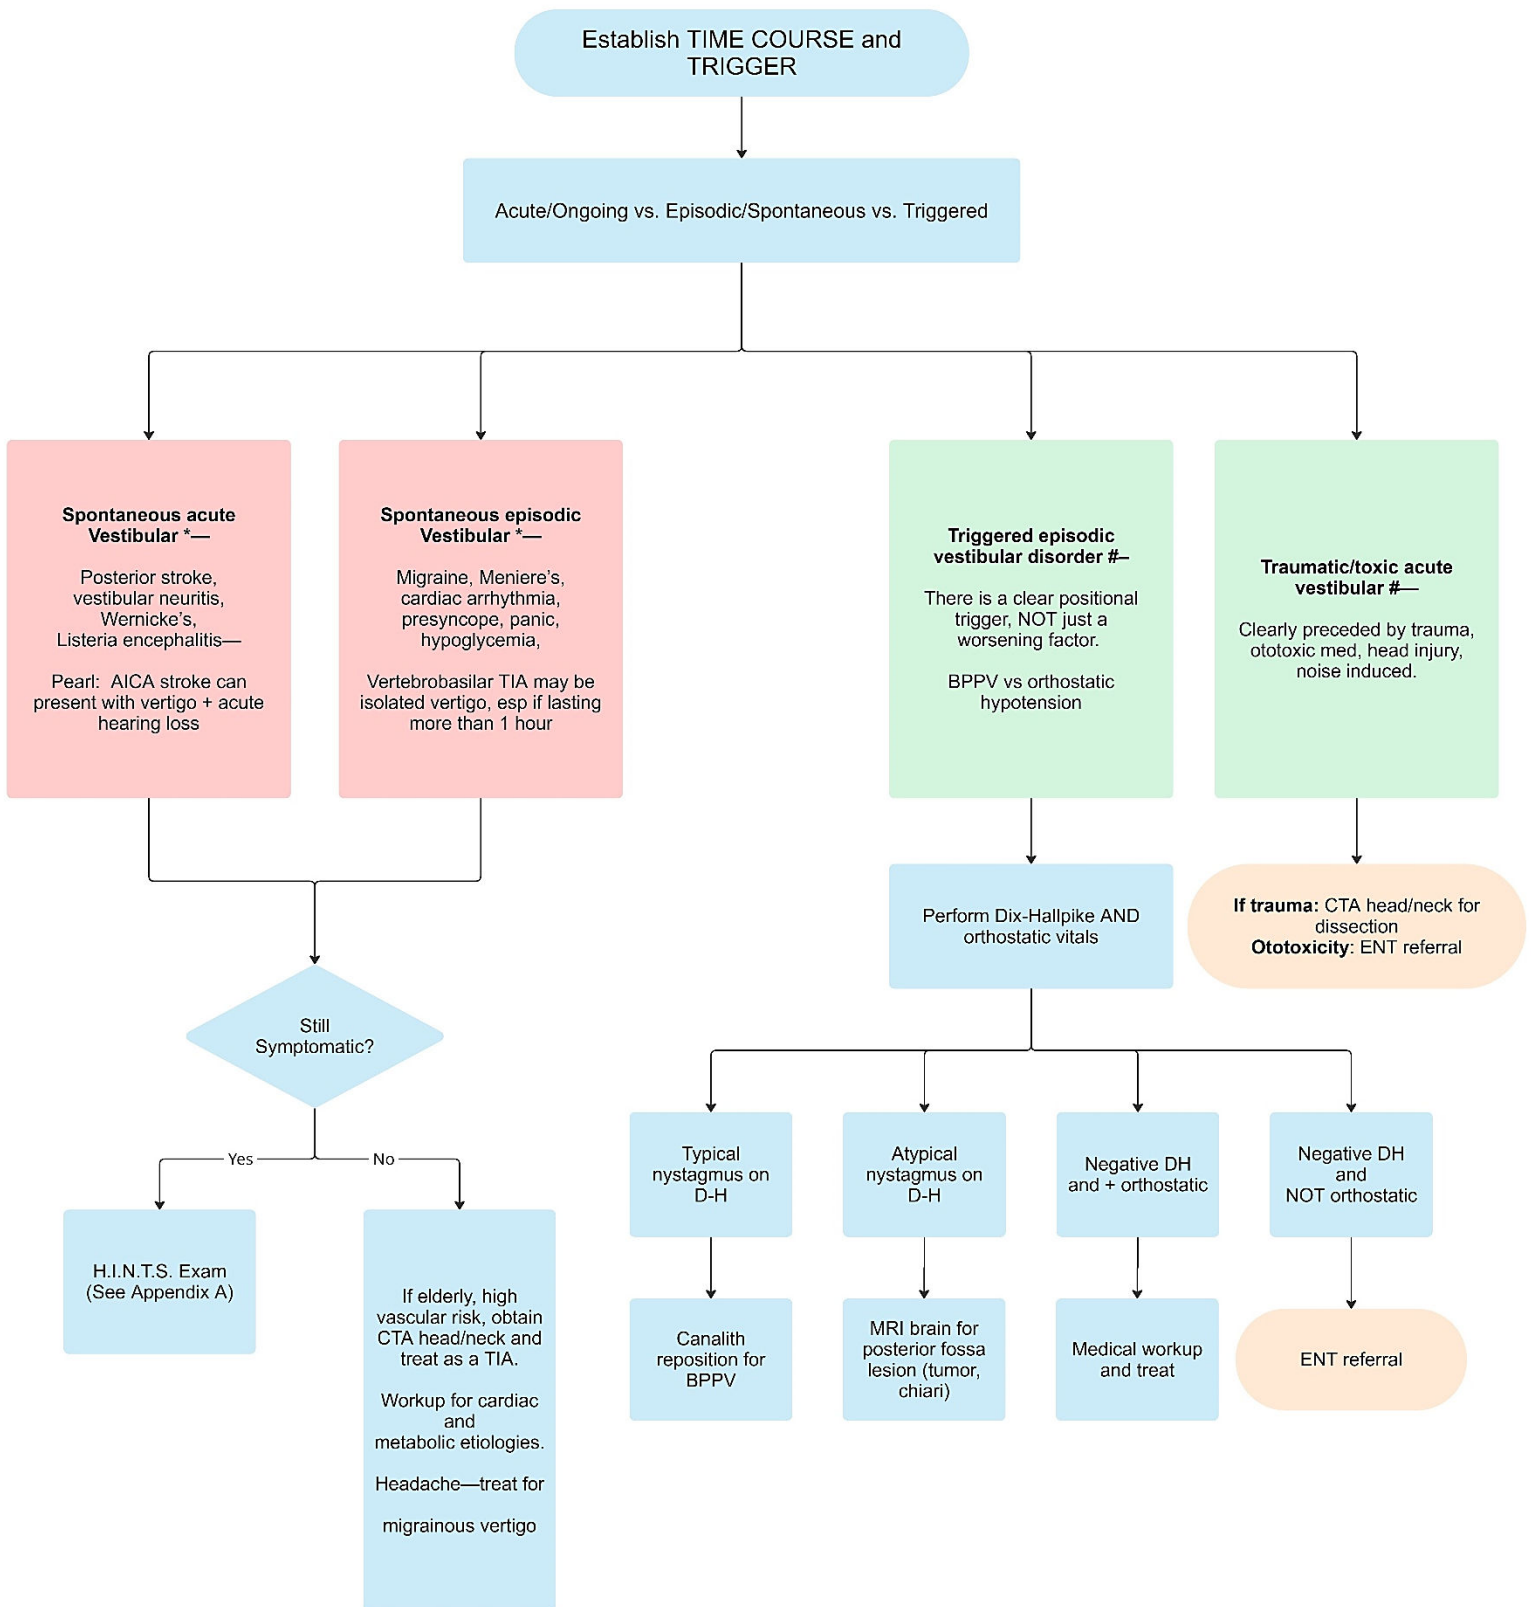 Establish TIME COURSE and
TRIGGER
Acute/Ongoing vs. Episodic/Spontaneous vs. Triggered
Spontaneous acute
Vestibular *—
Posterior stroke,
vestibular neuritis,
Wernicke's,
Listeria encephalitis—
Pearl:  AICA stroke can
present with vertigo + acute
hearing loss
Spontaneous episodic
Vestibular *—
Migraine, Meniere's,
cardiac arrhythmia,
presyncope, panic,
hypoglycemia,
Vertebrobasilar TIA may be
isolated vertigo, esp if lasting
more than 1 hour
Triggered episodic
vestibular disorder #–
There is a clear positional
trigger, NOT just a
worsening factor.
BPPV vs orthostatic
hypotension
Traumatic/toxic acute
vestibular #—
Clearly preceded by trauma,
ototoxic med, head injury,
noise induced.
Perform Dix-Hallpike AND
orthostatic vitals
If trauma: CTA head/neck for
dissection
Ototoxicity: ENT referral
Still
Symptomatic?
Yes
No
H.I.N.T.S. Exam
(See Appendix A)
If elderly, high
vascular risk, obtain
CTA head/neck and
treat as a TIA.
Workup for cardiac
and
metabolic etiologies.
Headache—treat for
migrainous vertigo
Typical
nystagmus on
D-H
Atypical
nystagmus on
D-H
Negative DH
and + orthostatic
Negative DH
and
NOT orthostatic
Canalith
reposition for
BPPV
MRI brain for
posterior fossa
lesion (tumor,
chiari)
Medical workup
and treat
ENT referral